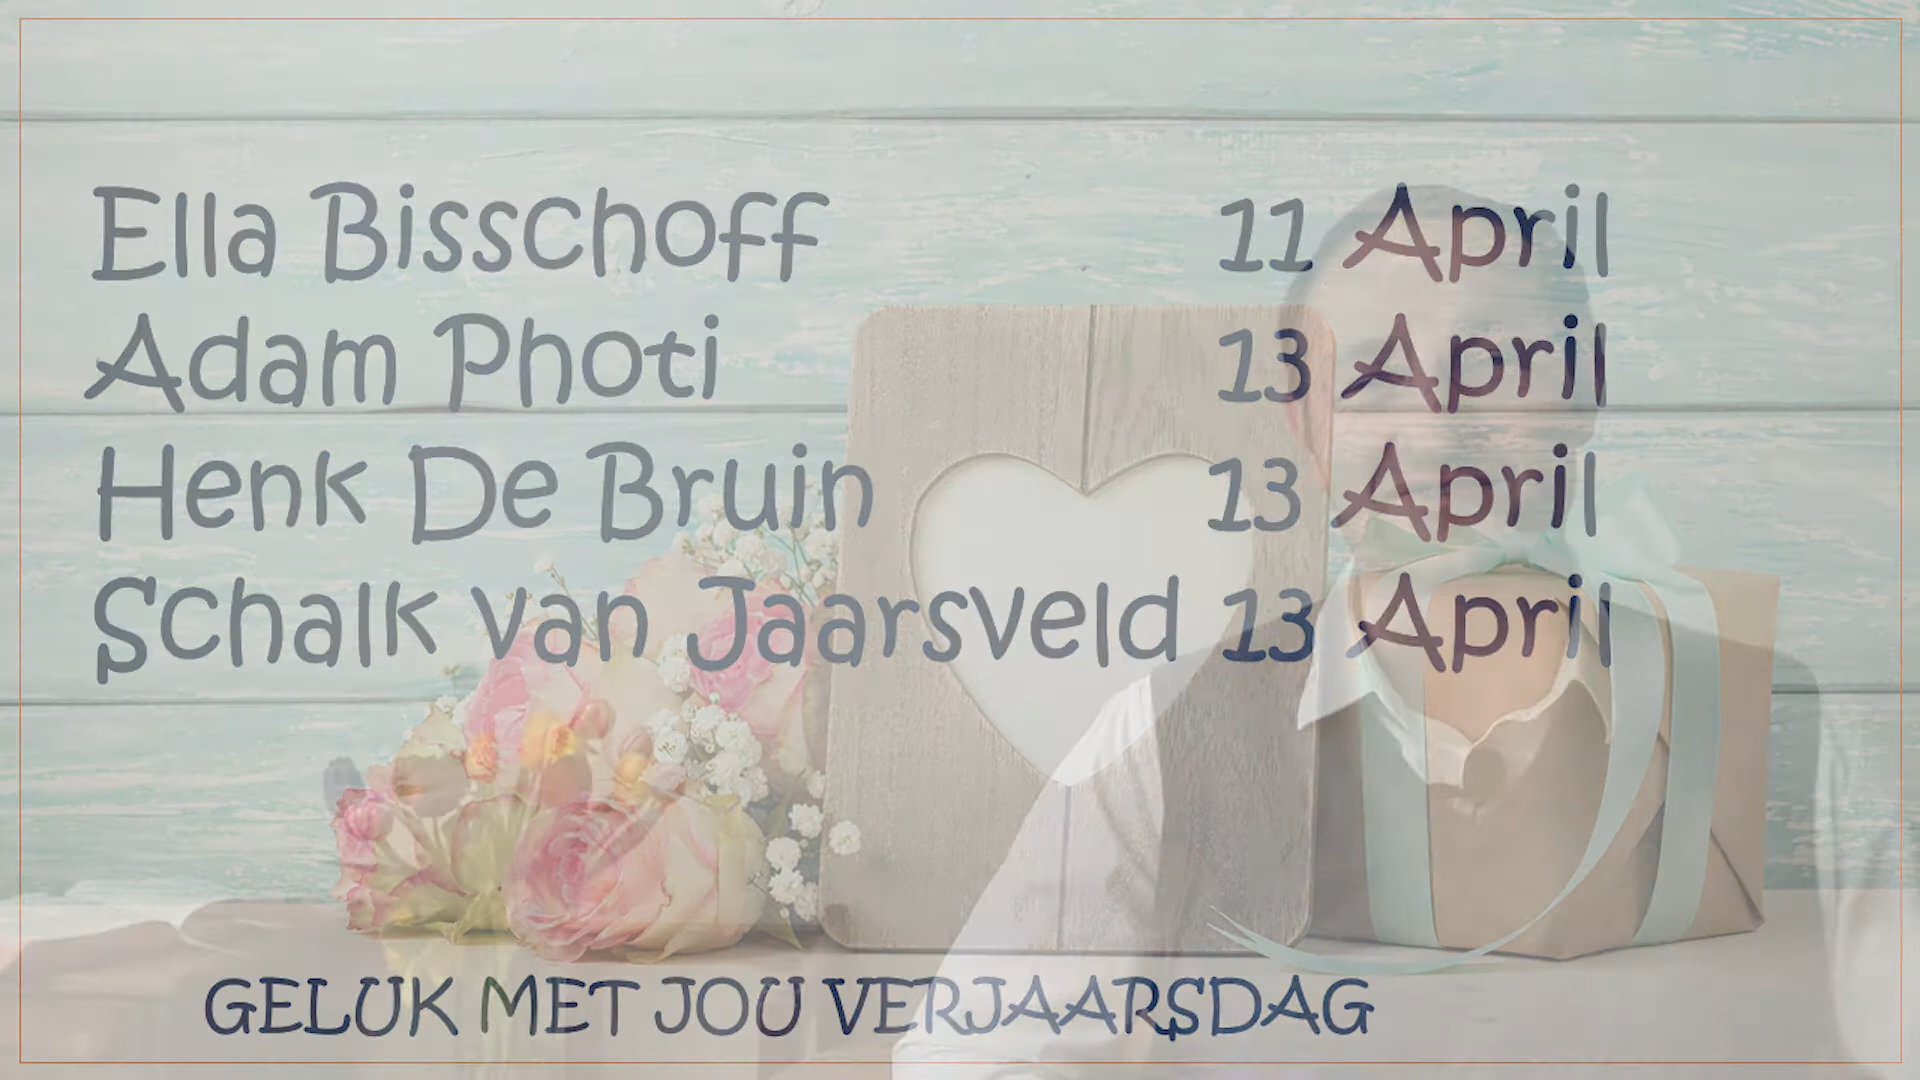 Ella Bisschoff 11 April
Adam Photi 13 April
Henk De Bruin 13 April
Schalk van Jaarsveld 13 April
GELUK MET JOU VERJAARSDAG